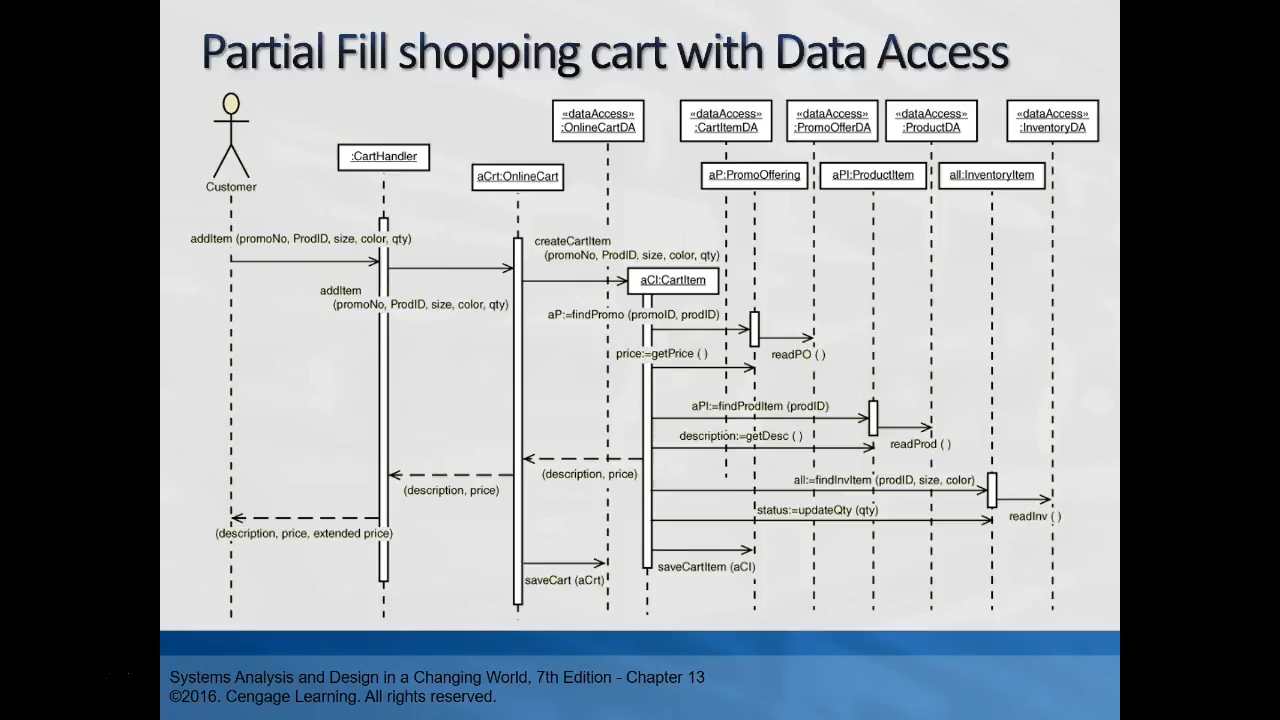 Partial Fill shopping cart with Data Access
«dataAccess»
:OnlineCartDA
«dataAccess»
:CartItemDA
«dataAccess»
:PromoOfferDA
«dataAccess»
:ProductDA
«dataAccess»
:InventoryDA
:CartHandler
aCrt:OnlineCart
aP:PromoOffering
aPI:ProductItem
aII:InventoryItem
Customer
addItem (promoNo, ProdID, size, color, qty)
createCartItem
(promoNo, ProdID, size, color, qty)
aCI:CartItem
addItem
(promoNo, ProdID, size, color, qty)
aP:=findPromo (promoID, prodID)
price:=getPrice ( )
readPO ( )
aPI:=findProdItem (prodID)
description:=getDesc ( )
readProd ( )
(description, price)
(description, price)
aII:=findInvItem (prodID, size, color)
status:=updateQty (qty)
readInv ( )
(description, price, extended price)
saveCart (aCrt)
saveCartItem (aCI)
Systems Analysis and Design in a Changing World, 7th Edition - Chapter 13
©2016. Cengage Learning. All rights reserved.